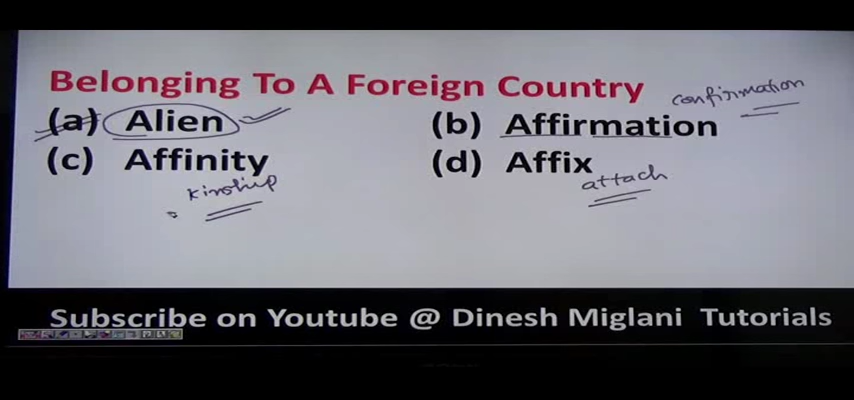 Belonging To A Foreign Country
confirmation
(a) Alien (b) Affirmation
(c) Affinity (d) Affix
kinship attach
Subscribe on Youtube @ Dinesh Miglani Tutorials